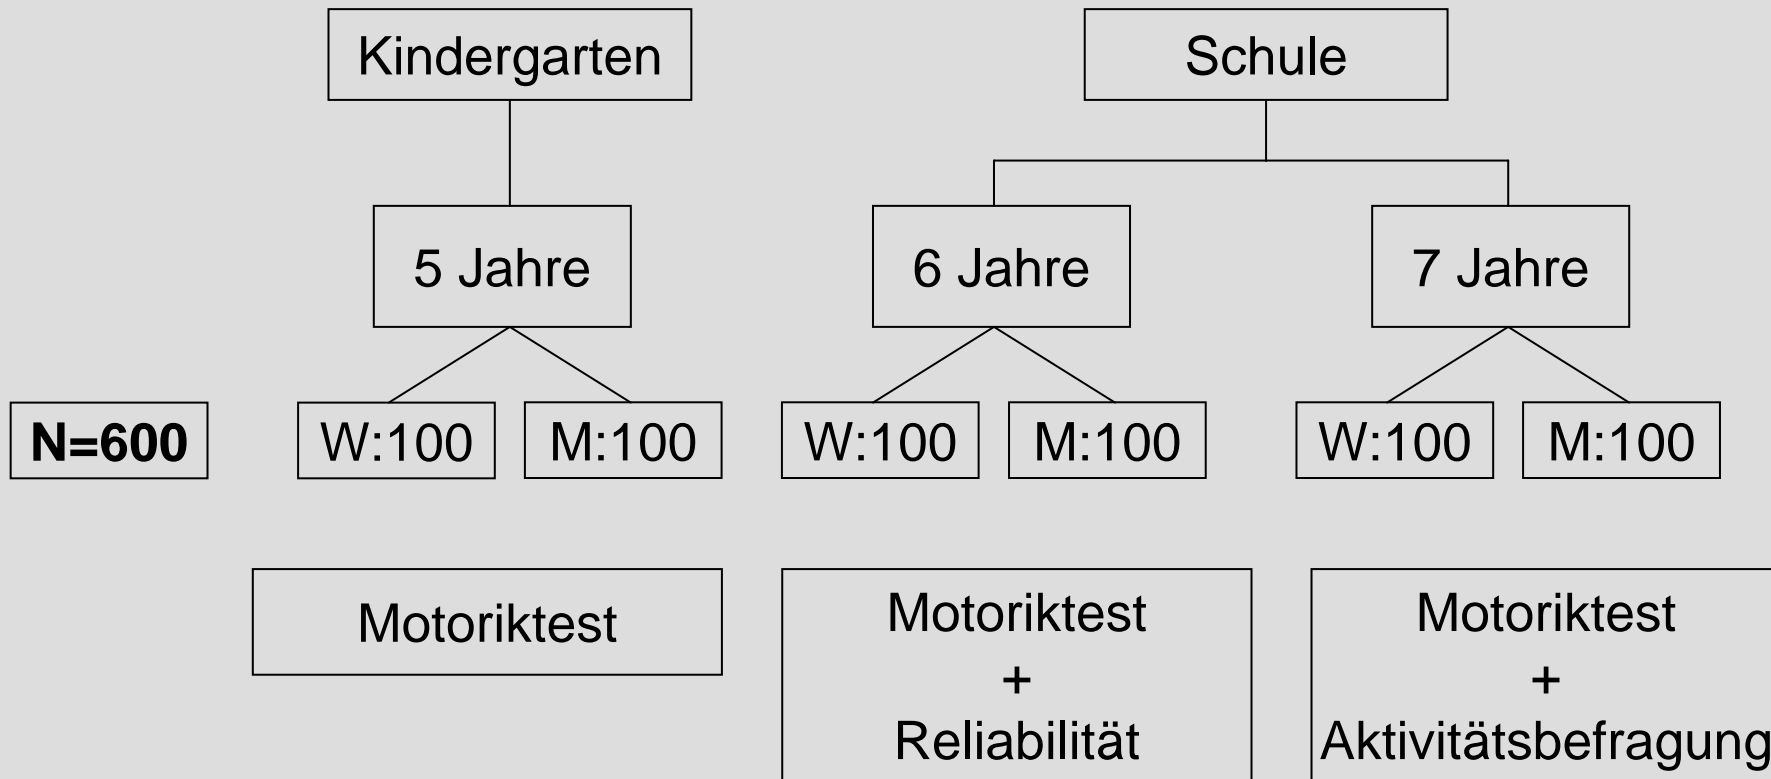 Kindergarten
Schule
5 Jahre
6 Jahre
7 Jahre
N=600
W:100
M:100
W:100
M:100
W:100
M:100
Motoriktest
Motoriktest
+
Reliabilität
Motoriktest
+
Aktivitätsbefragung